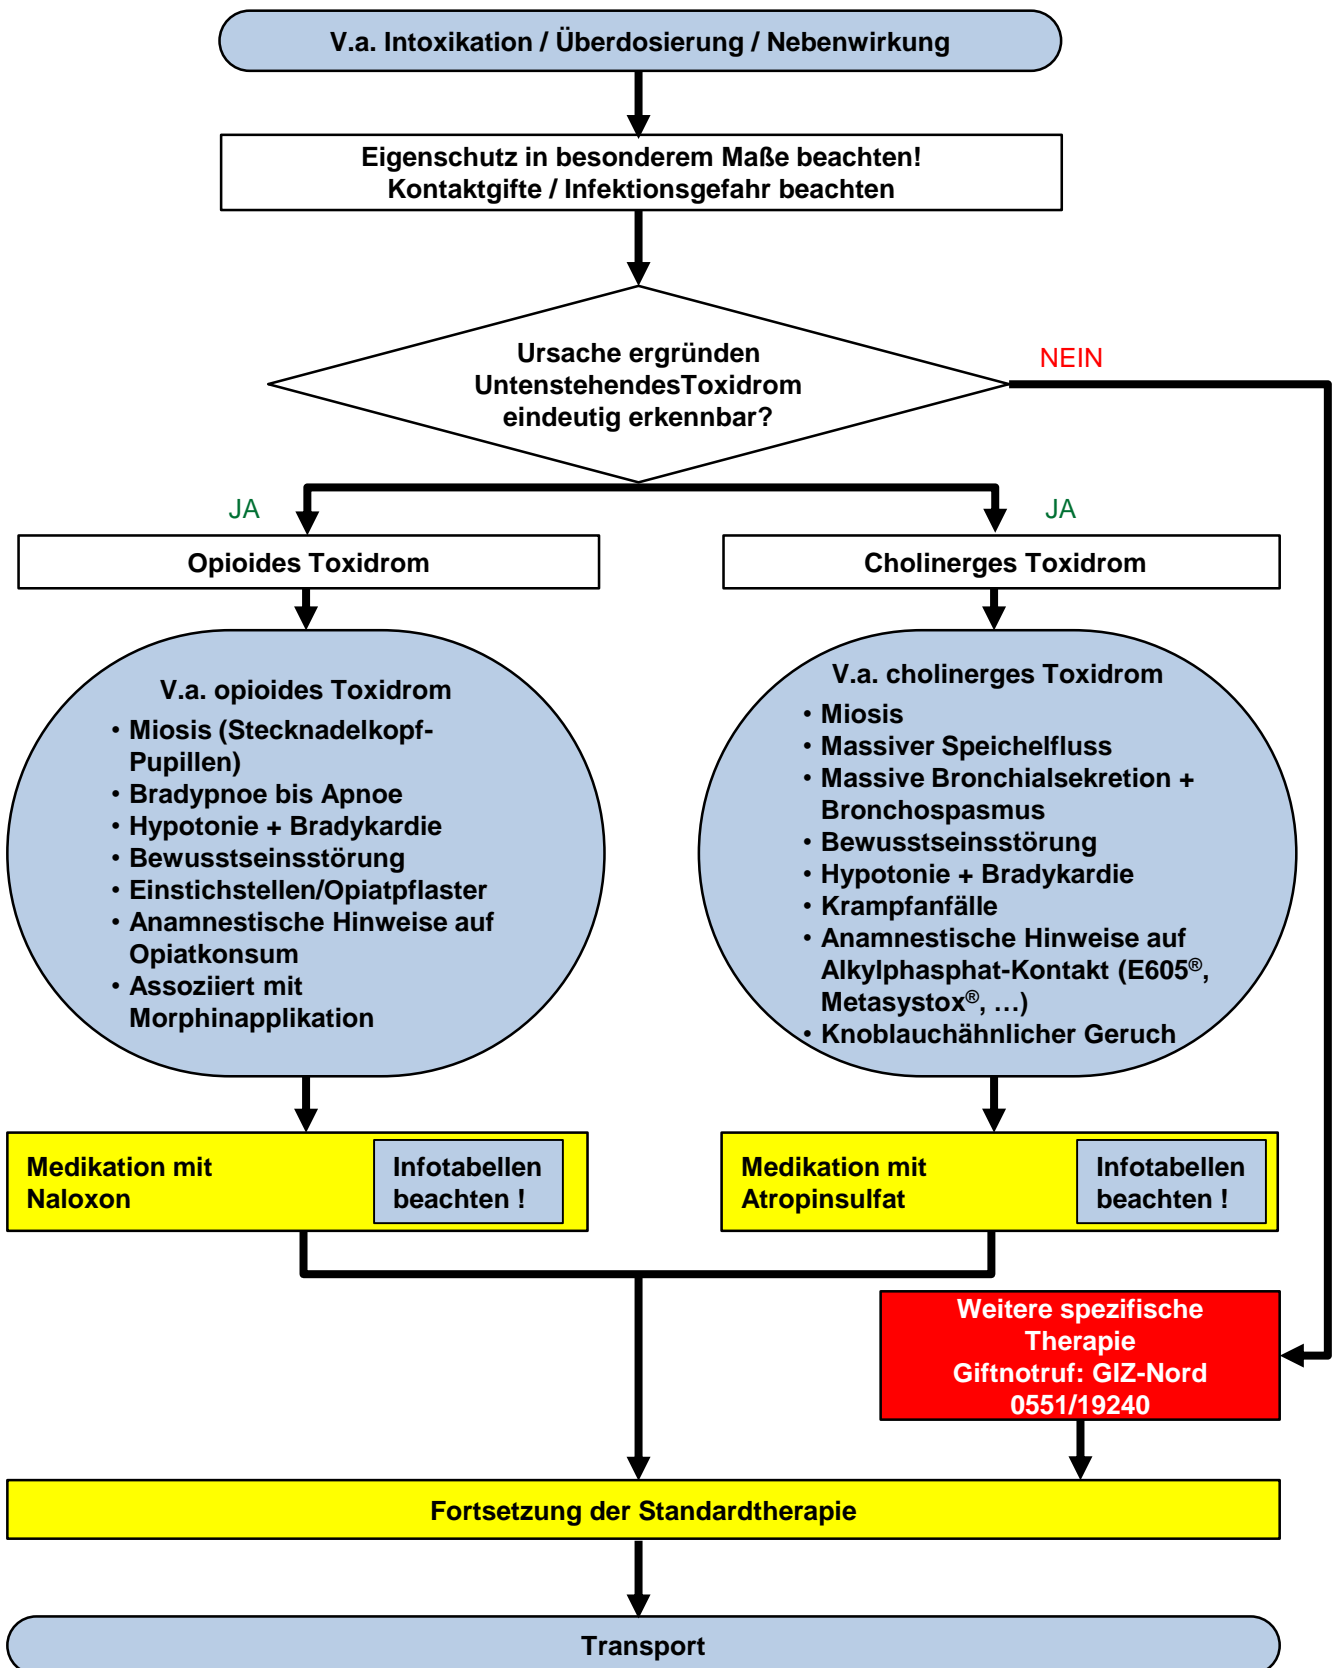 V.a. Intoxikation / Überdosierung / Nebenwirkung
Eigenschutz in besonderem Maße beachten!
Kontaktgifte / Infektionsgefahr beachten
Ursache ergründen
UntenstehendesToxidrom
eindeutig erkennbar?
NEIN
JA
JA
Opioides Toxidrom
Cholinerges Toxidrom
V.a. opioides Toxidrom
• Miosis (Stecknadelkopf-
Pupillen)
• Bradypnoe bis Apnoe
• Hypotonie + Bradykardie
• Bewusstseinsstörung
• Einstichstellen/Opiatpflaster
• Anamnestische Hinweise auf
Opiatkonsum
• Assoziiert mit
Morphinapplikation
V.a. cholinerges Toxidrom
• Miosis
• Massiver Speichelfluss
• Massive Bronchialsekretion +
Bronchospasmus
• Bewusstseinsstörung
• Hypotonie + Bradykardie
• Krampfanfälle
• Anamnestische Hinweise auf
Alkylphasphat-Kontakt (E605®,
Metasystox®, …)
• Knoblauchähnlicher Geruch
Medikation mit
Naloxon
Infotabellen
beachten !
Medikation mit
Atropinsulfat
Infotabellen
beachten !
Weitere spezifische
Therapie
Giftnotruf: GIZ-Nord
0551/19240
Fortsetzung der Standardtherapie
Transport